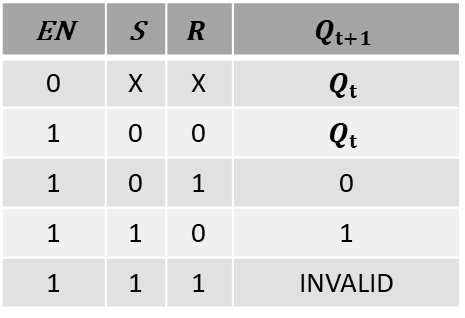 EN S R Qt+1
0 X X Qt
1 0 0 Qt
1 0 1 0
1 1 0 1
1 1 1 INVALID